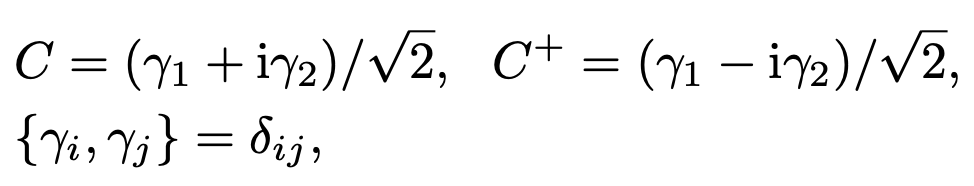 C = (γ₁ + iγ₂)/√2, C⁺ = (γ₁ − iγ₂)/√2,
{γᵢ, γⱼ} = δᵢⱼ,